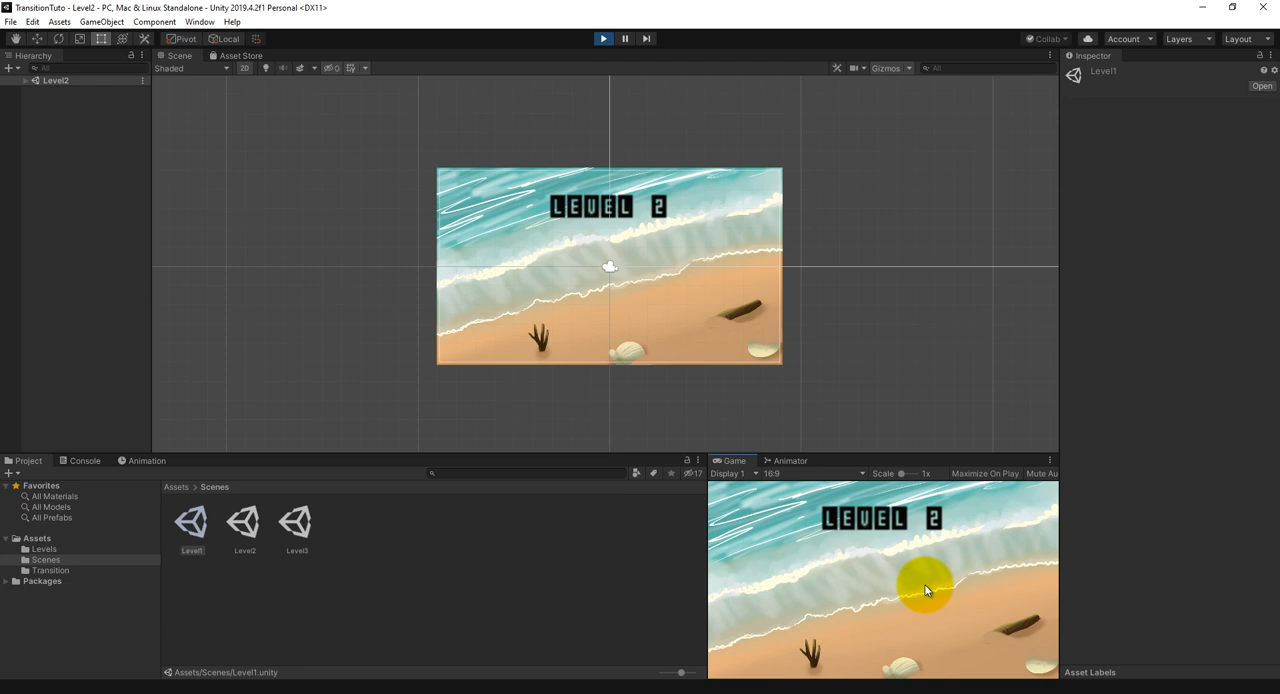 TransitionTuto - Level2 - PC, Mac & Linux Standalone - Unity 2019.4.2f1 Personal <DX11>
File Edit Assets GameObject Component Window Help
Pivot Local Collab Account Layers Layout
Hierarchy Scene Asset Store Inspector
All Shaded 2D 0 Gizmos All Level1
Level2 Open
LEVEL 2
Project Console Animation Game Animator
17 Display 1 16:9 Scale 1x Maximize On Play Mute Au
Favorites Assets > Scenes
All Materials
All Models
All Prefabs
LEVEL 2
Assets
Levels Level1 Level2 Level3
Scenes
Transition
Packages
Assets/Scenes/Level1.unity Asset Labels